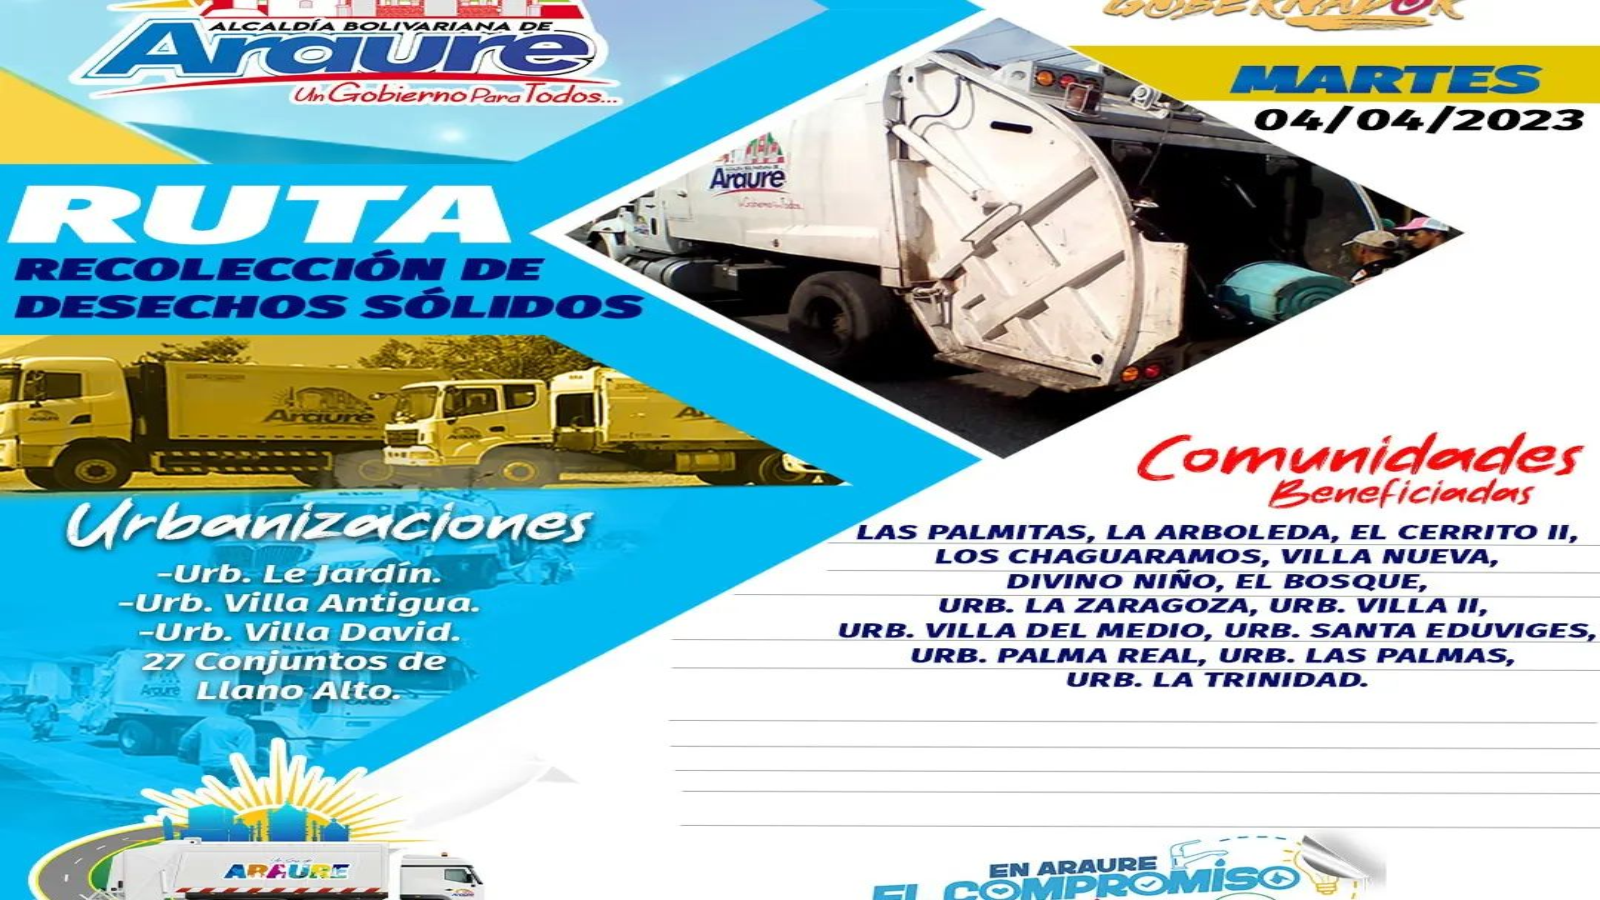 ALCALDÍA BOLIVARIANA DE
Araure
Un Gobierno Para Todos...
GOBERNADOR
MARTES
04/04/2023
RUTA
RECOLECCIÓN DE
DESECHOS SÓLIDOS
Araure
Araure
Urbanizaciones
-Urb. Le Jardín.
-Urb. Villa Antigua.
-Urb. Villa David.
27 Conjuntos de
Llano Alto.
Comunidades
Beneficiadas
LAS PALMITAS, LA ARBOLEDA, EL CERRITO II,
LOS CHAGUARAMOS, VILLA NUEVA,
DIVINO NIÑO, EL BOSQUE,
URB. LA ZARAGOZA, URB. VILLA II,
URB. VILLA DEL MEDIO, URB. SANTA EDUVIGES,
URB. PALMA REAL, URB. LAS PALMAS,
URB. LA TRINIDAD.
Araure
ARAURE
EN ARAURE
EL COMPROMISO